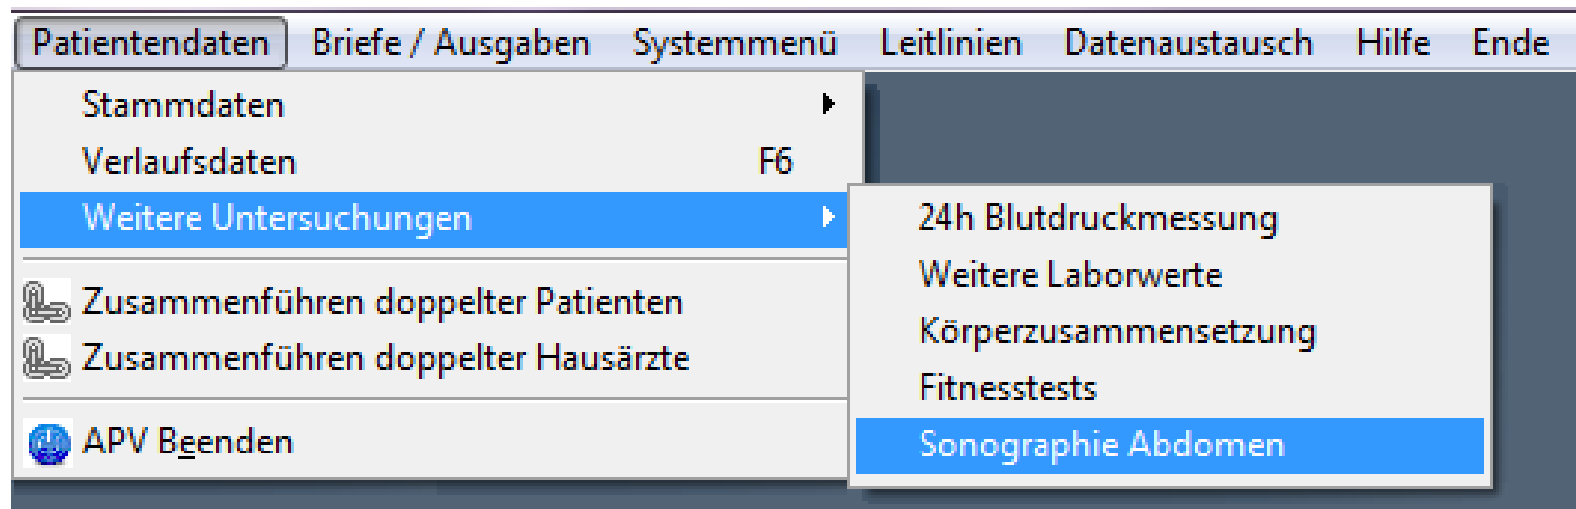 Patientendaten Briefe / Ausgaben Systemmenü Leitlinien Datenaustausch Hilfe Ende
Stammdaten
Verlaufsdaten F6
Weitere Untersuchungen
Zusammenführen doppelter Patienten
Zusammenführen doppelter Hausärzte
APV Beenden
24h Blutdruckmessung
Weitere Laborwerte
Körperzusammensetzung
Fitnesstests
Sonographie Abdomen